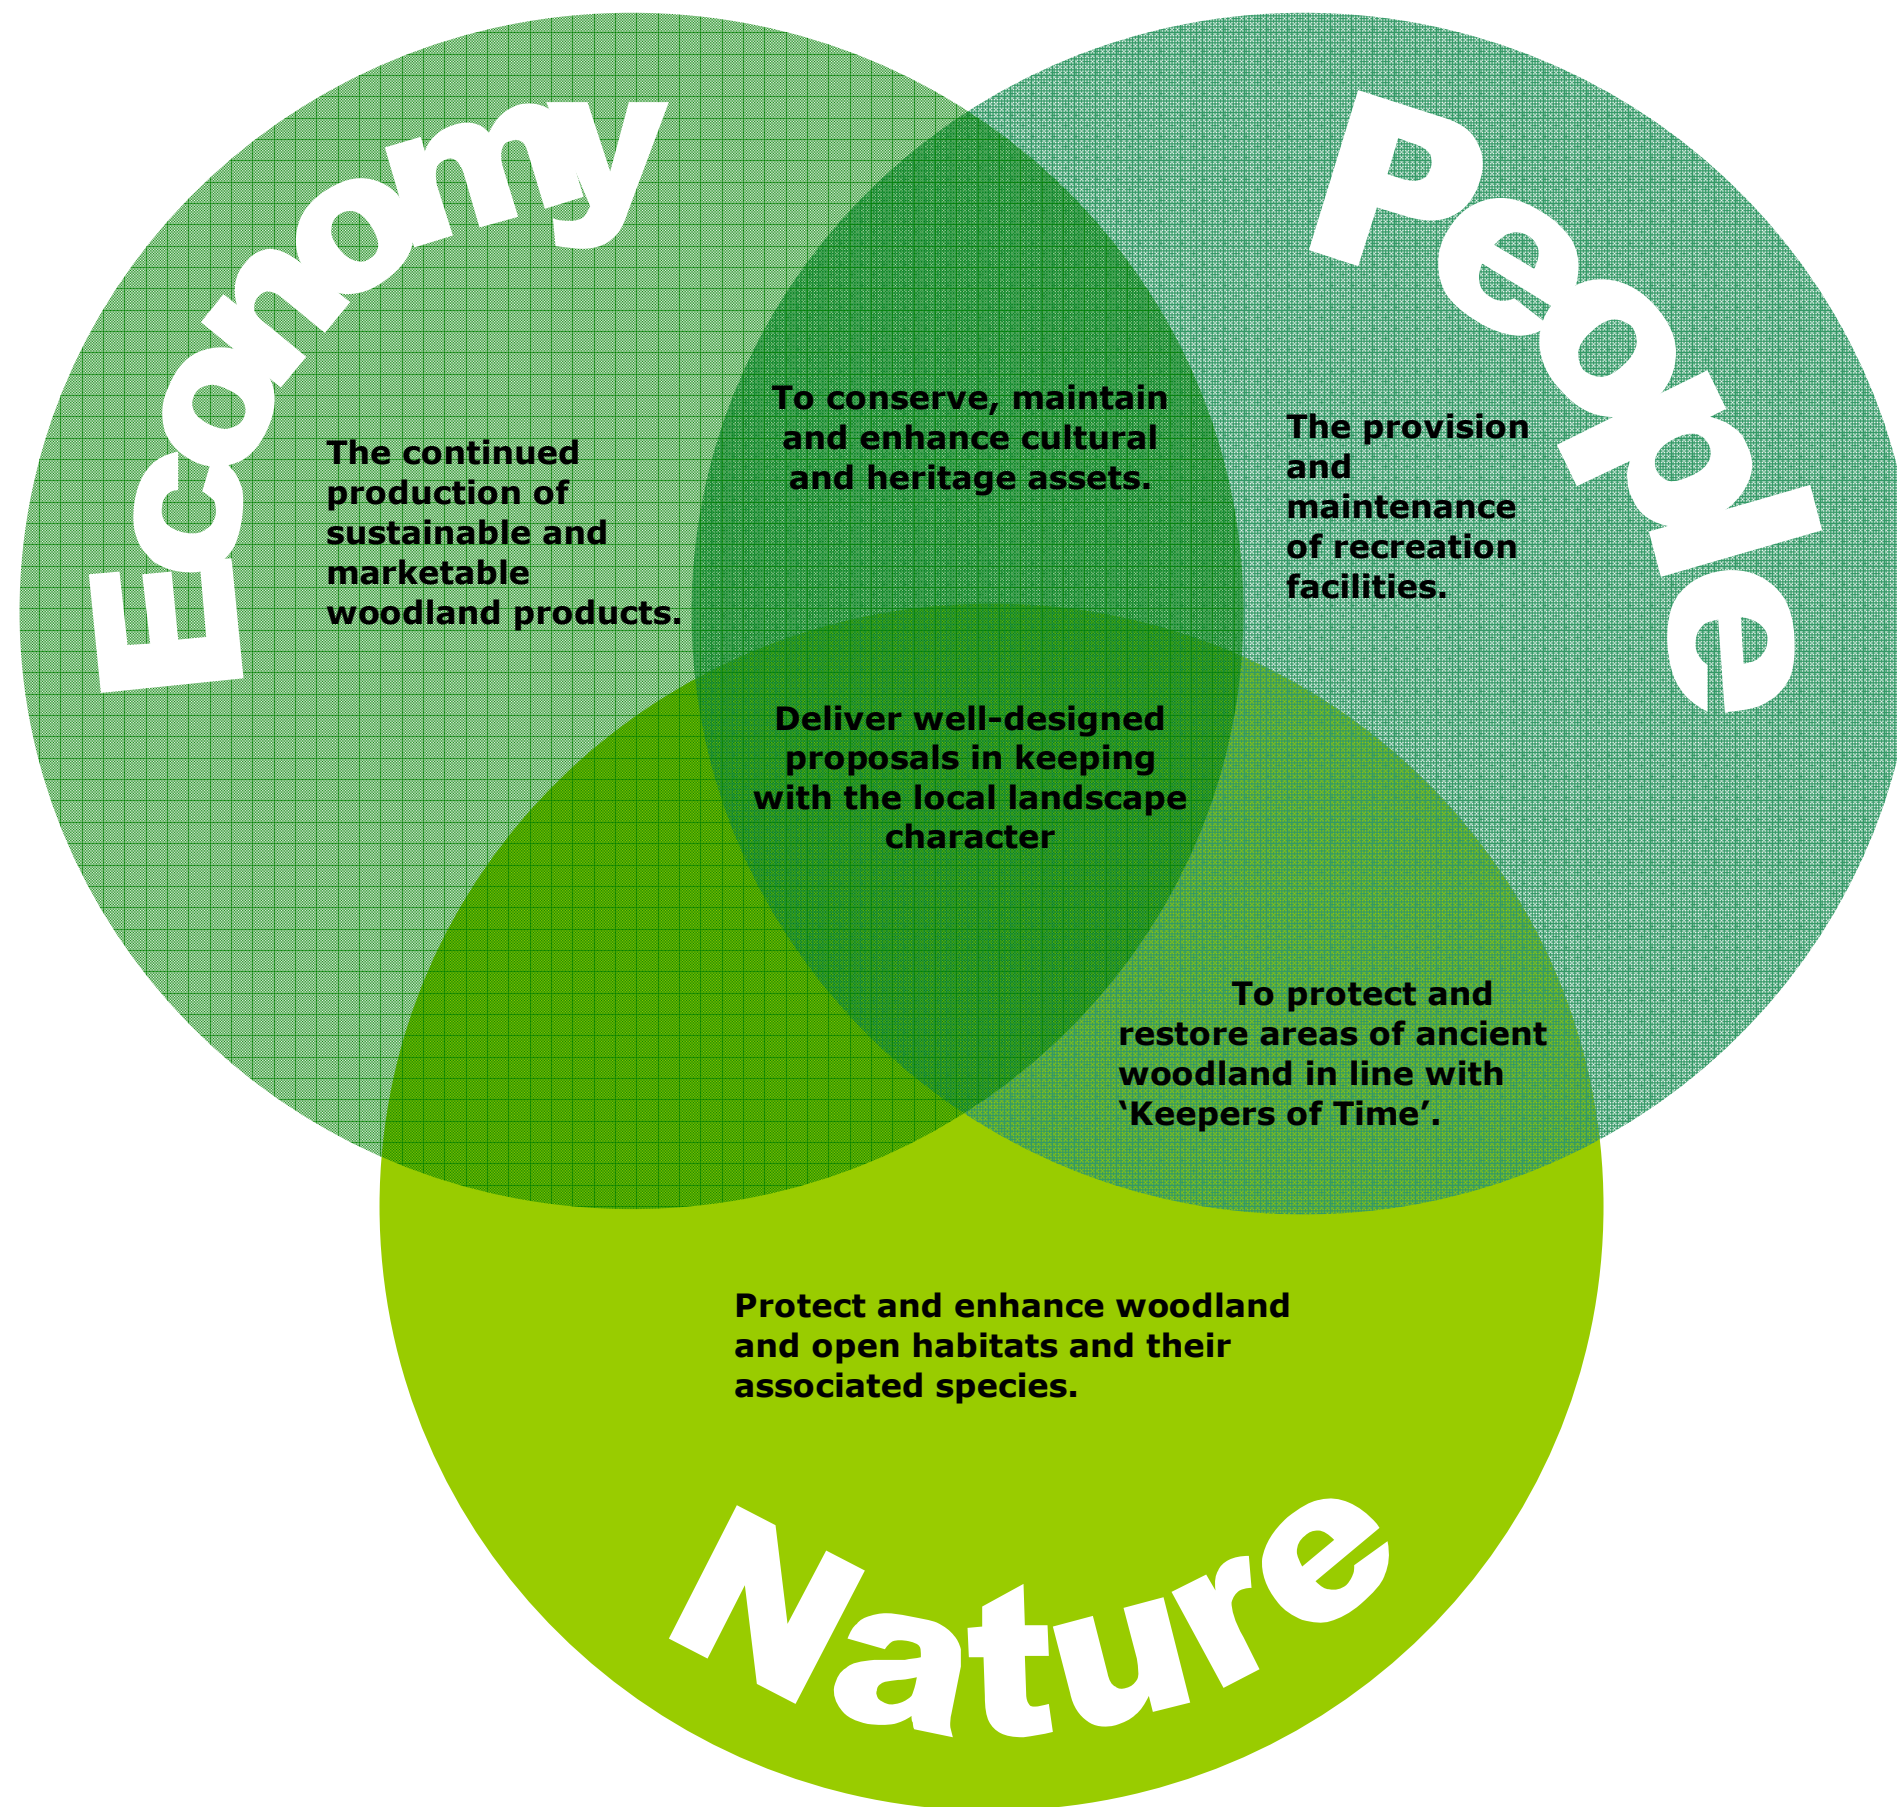 Economy
People
The continued
production of
sustainable and
marketable
woodland products.
To conserve, maintain
and enhance cultural
and heritage assets.
The provision
and
maintenance
of recreation
facilities.
Deliver well-designed
proposals in keeping
with the local landscape
character
To protect and
restore areas of ancient
woodland in line with
‘Keepers of Time’.
Protect and enhance woodland
and open habitats and their
associated species.
Nature